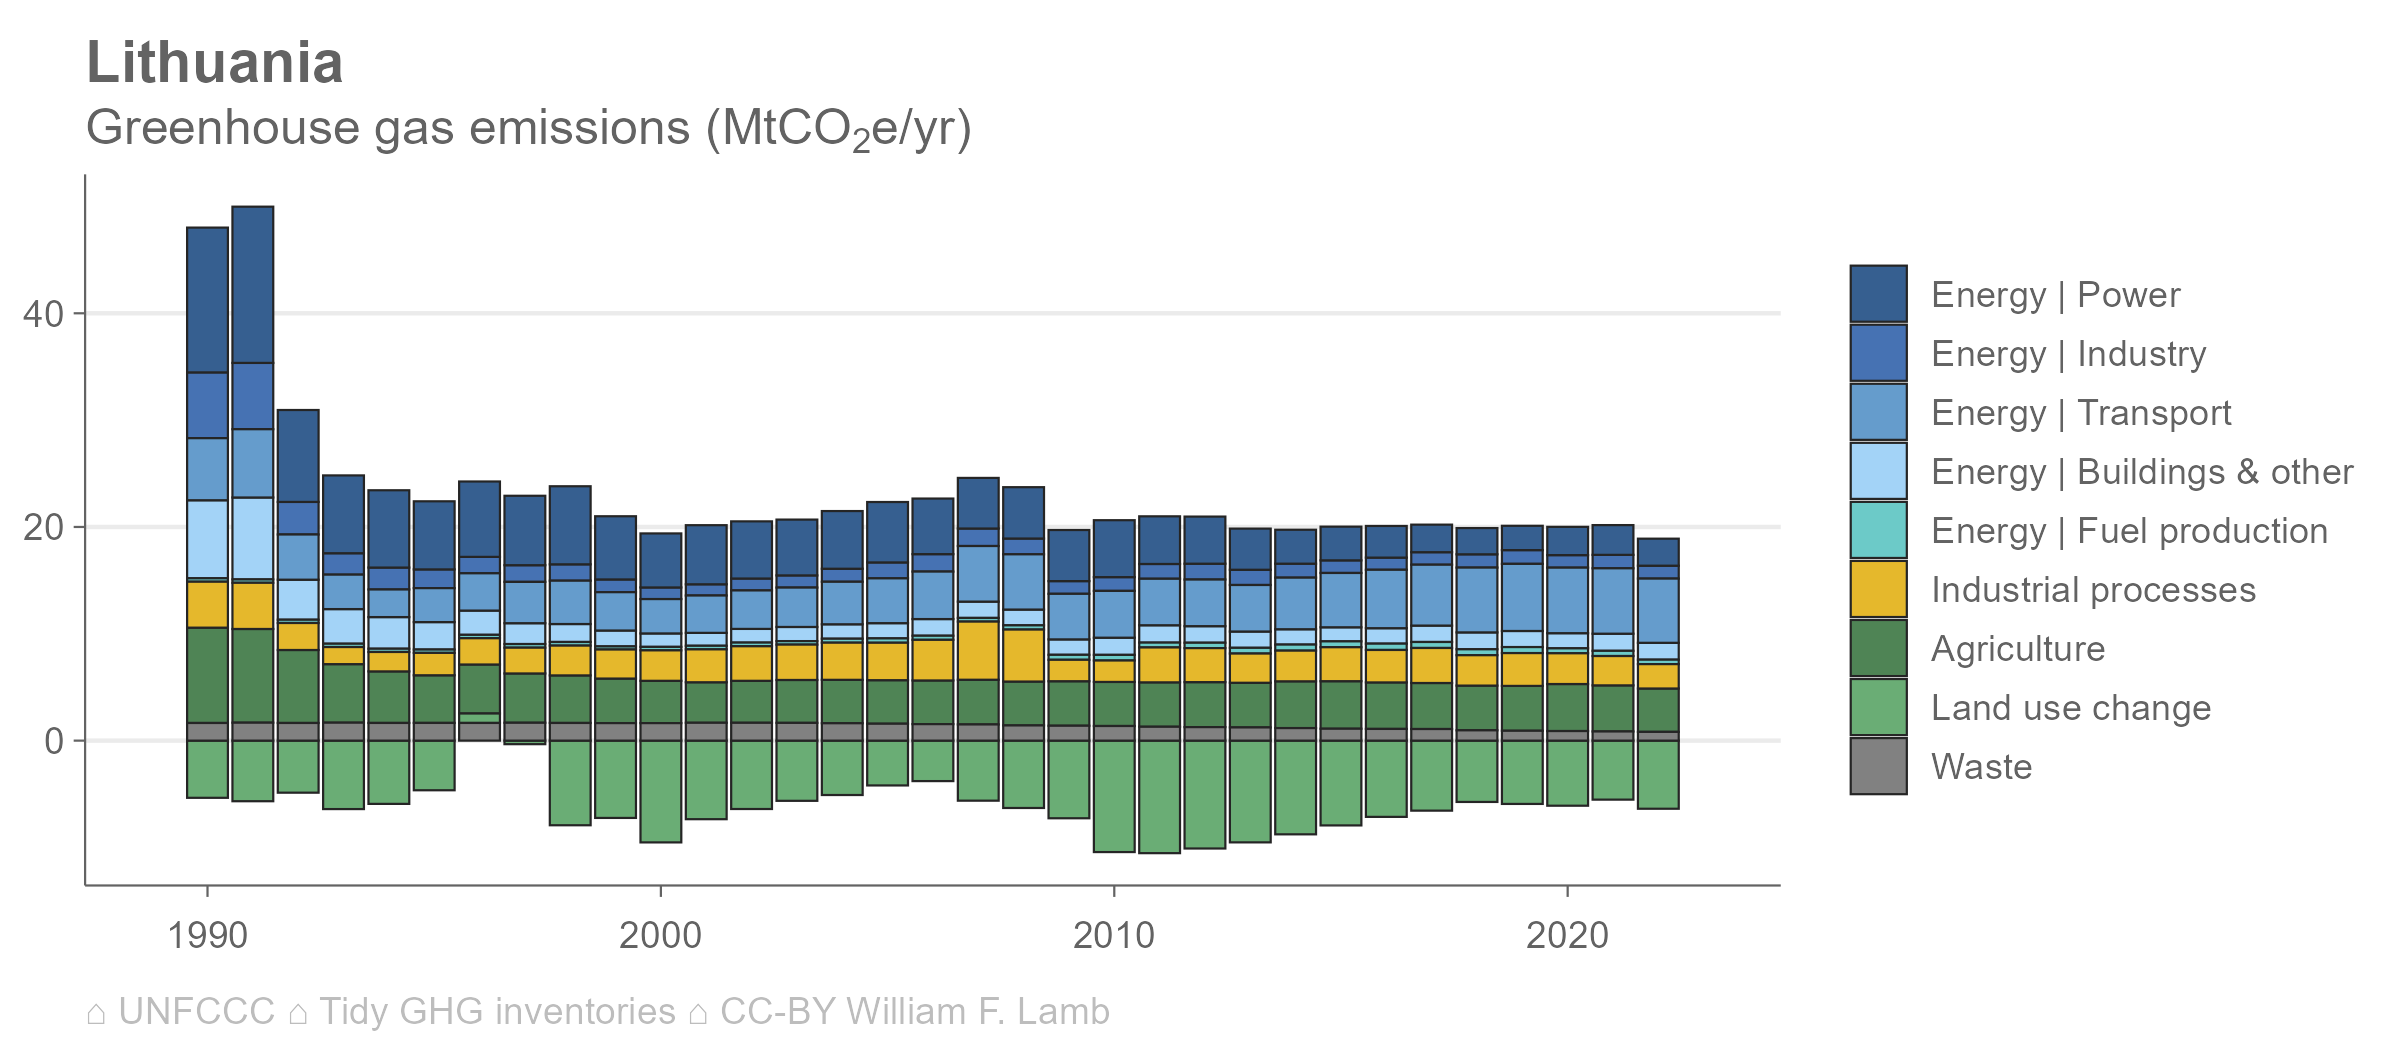 Lithuania
Greenhouse gas emissions (MtCO₂e/yr)
40
20
0
1990 2000 2010 2020
Energy | Power
Energy | Industry
Energy | Transport
Energy | Buildings & other
Energy | Fuel production
Industrial processes
Agriculture
Land use change
Waste
⌂ UNFCCC ⌂ Tidy GHG inventories ⌂ CC-BY William F. Lamb